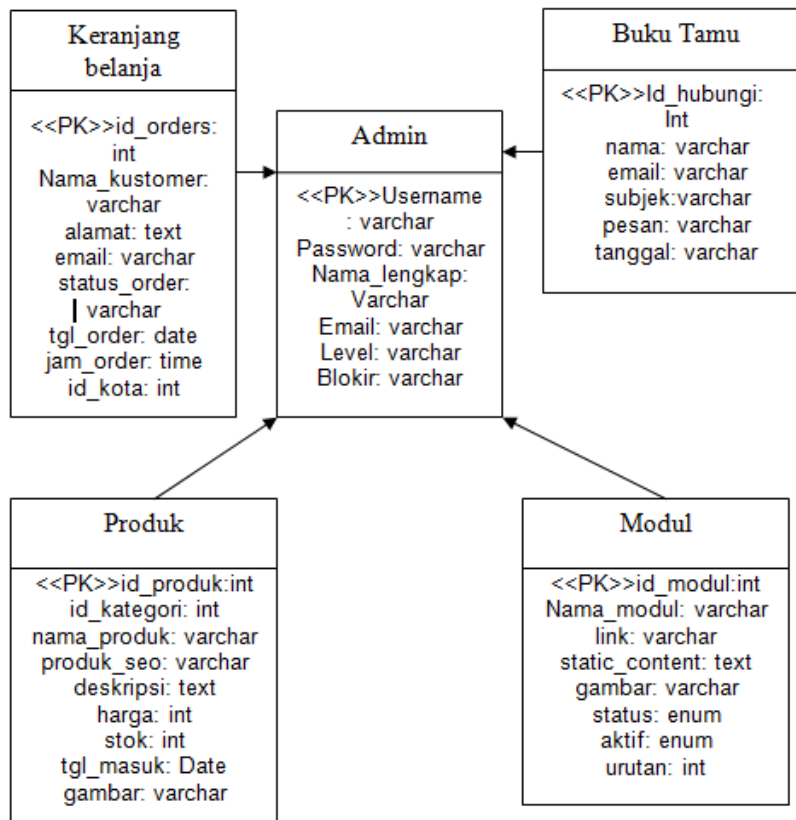 Keranjang
belanja
<<PK>>id_orders:
int
Nama_kustomer:
varchar
alamat: text
email: varchar
status_order:
varchar
tgl_order: date
jam_order: time
id_kota: int
Admin
<<PK>>Username
: varchar
Password: varchar
Nama_lengkap:
Varchar
Email: varchar
Level: varchar
Blokir: varchar
Buku Tamu
<<PK>>Id_hubungi:
Int
nama: varchar
email: varchar
subjek:varchar
pesan: varchar
tanggal: varchar
Produk
<<PK>>id_produk:int
id_kategori: int
nama_produk: varchar
produk_seo: varchar
deskripsi: text
harga: int
stok: int
tgl_masuk: Date
gambar: varchar
Modul
<<PK>>id_modul:int
Nama_modul: varchar
link: varchar
static_content: text
gambar: varchar
status: enum
aktif: enum
urutan: int